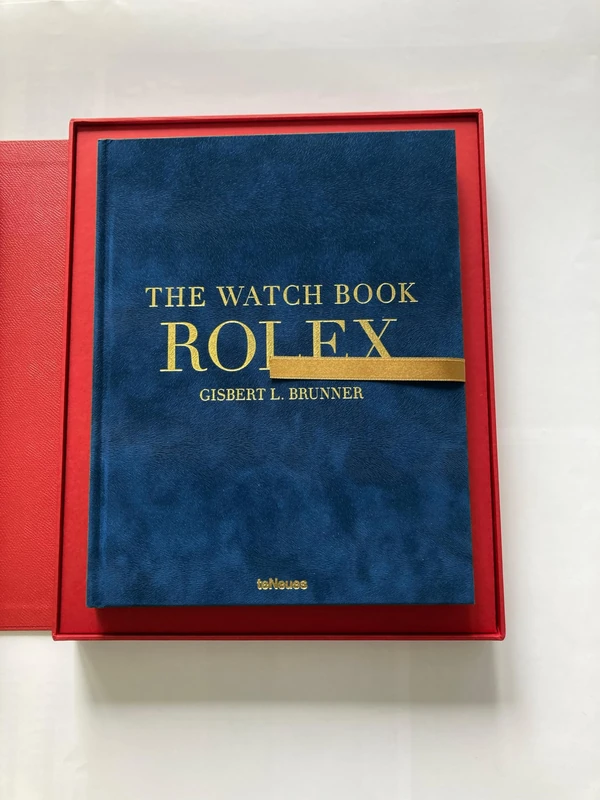 THE WATCH BOOK
ROLEX
GISBERT L. BRUNNER
teNeues